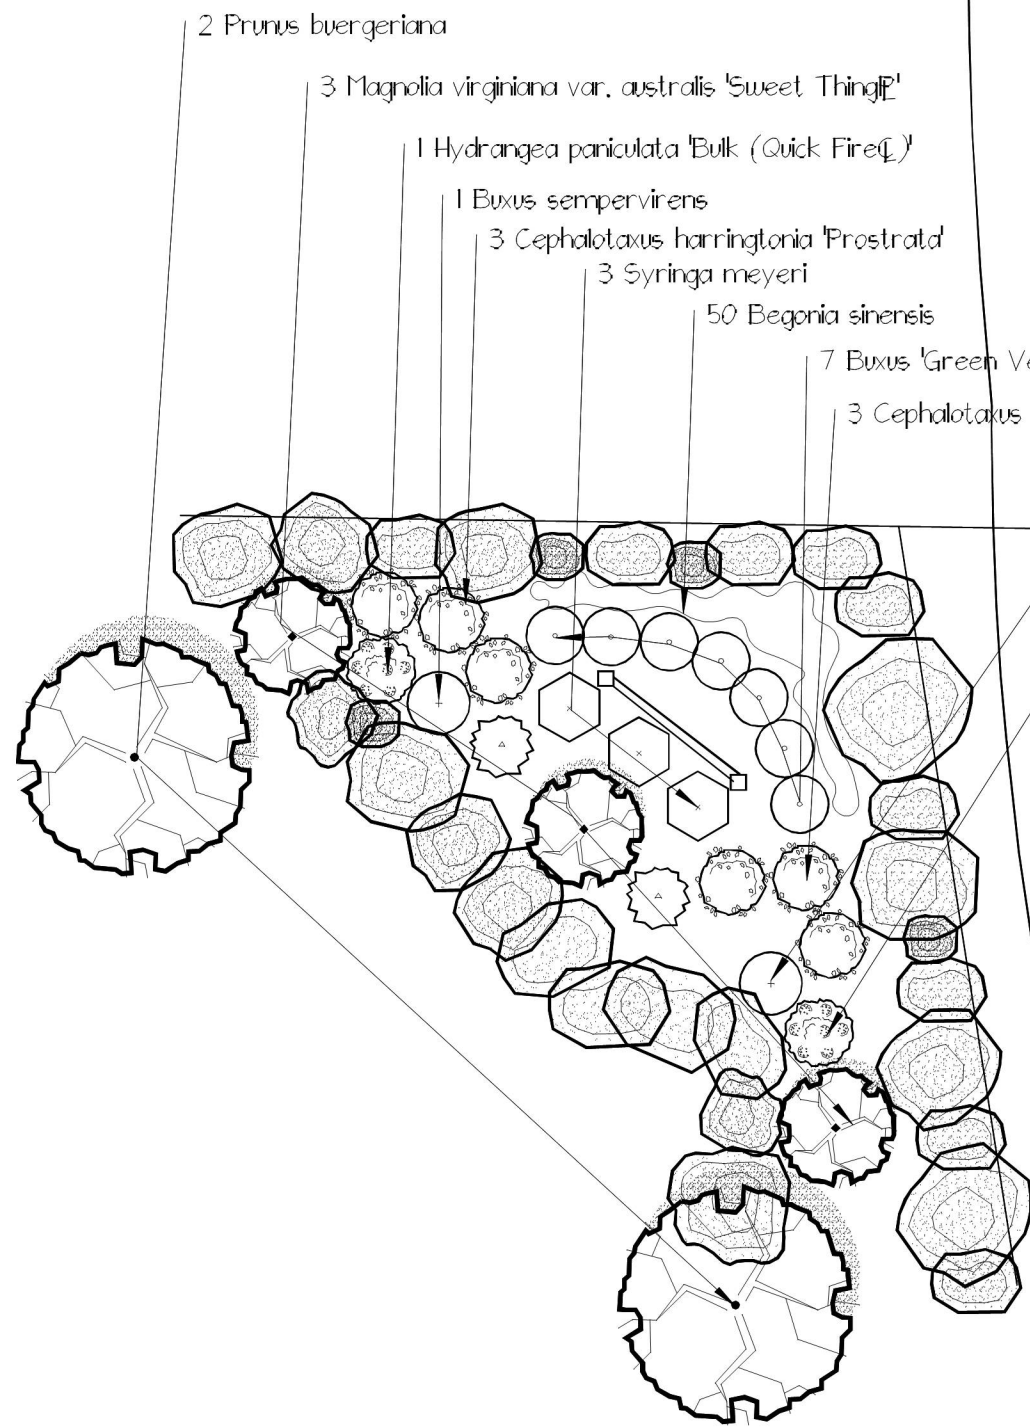 2 Prunus buergeriana
3 Magnolia virginiana var. australis 'Sweet Thing℄'
1 Hydrangea paniculata 'Bulk (Quick Fire℄)'
1 Buxus sempervirens
3 Cephalotaxus harringtonia 'Prostrata'
3 Syringa meyeri
50 Begonia sinensis
7 Buxus 'Green Ve
3 Cephalotaxus